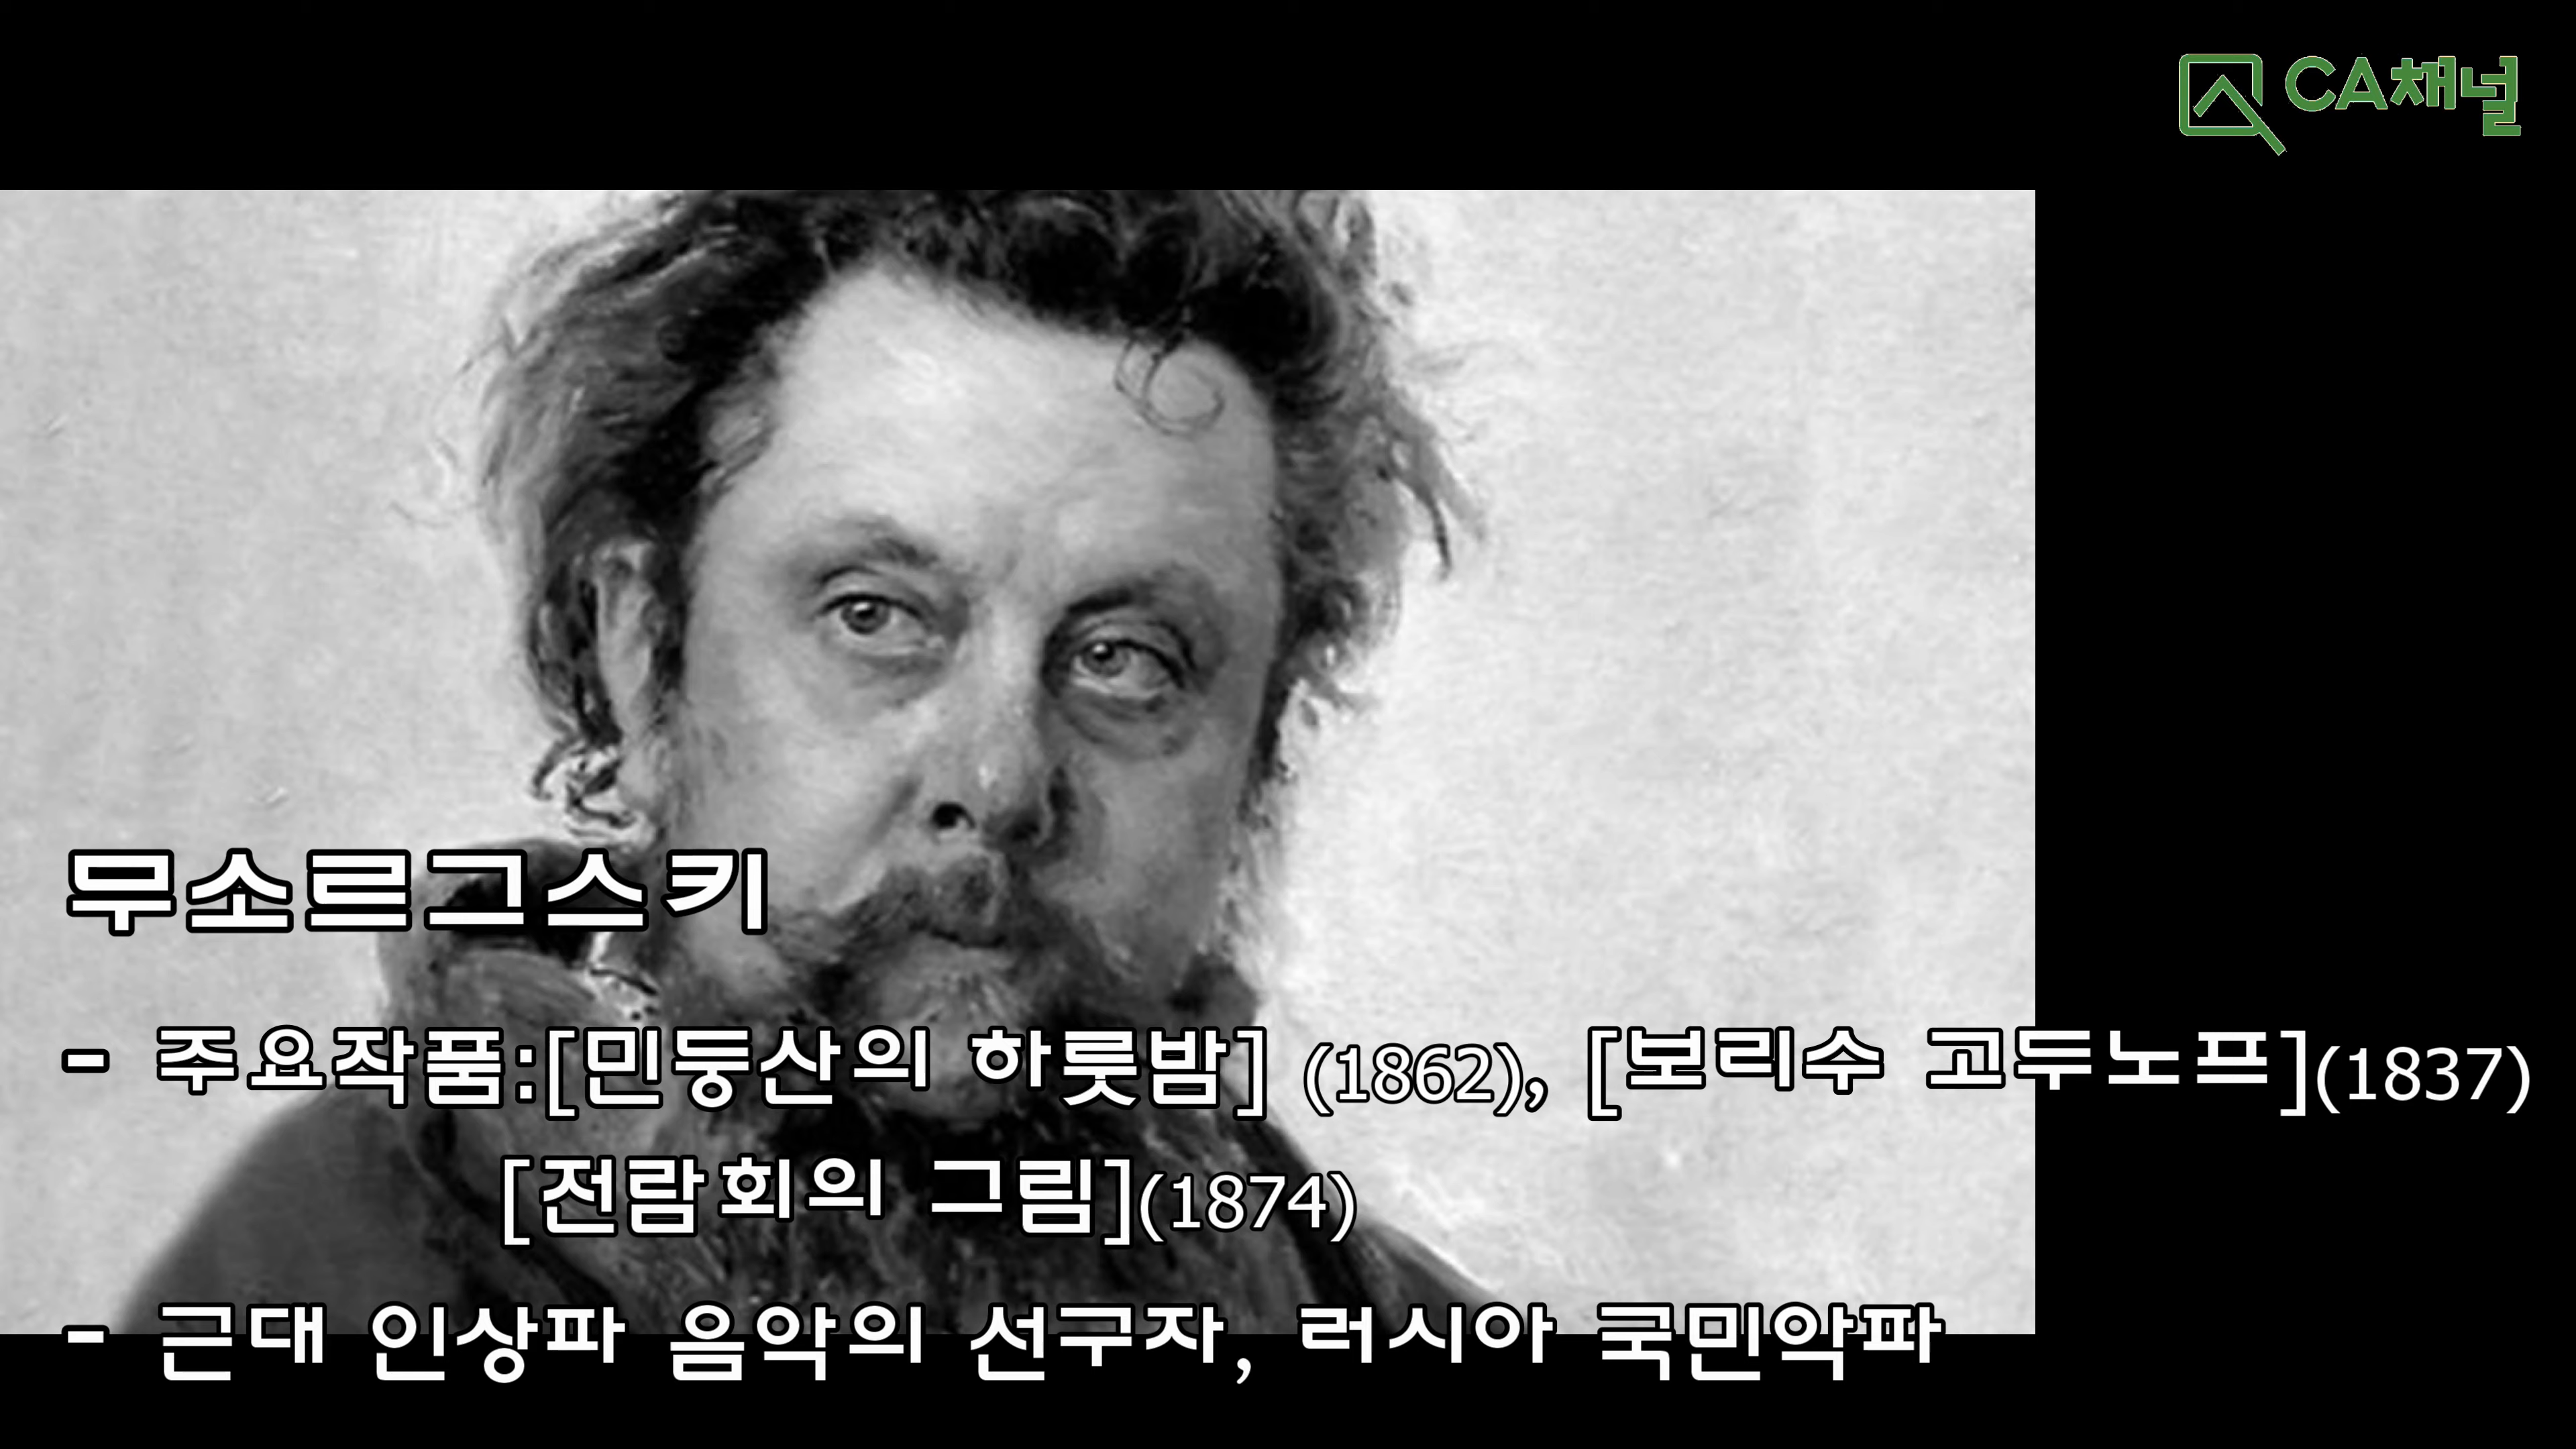 CA채널
무소르그스키
- 주요작품:[민둥산의 하룻밤] (1862), [보리수 고두노프](1837)
[전람회의 그림](1874)
- 근대 인상파 음악의 선구자, 러시아 국민악파